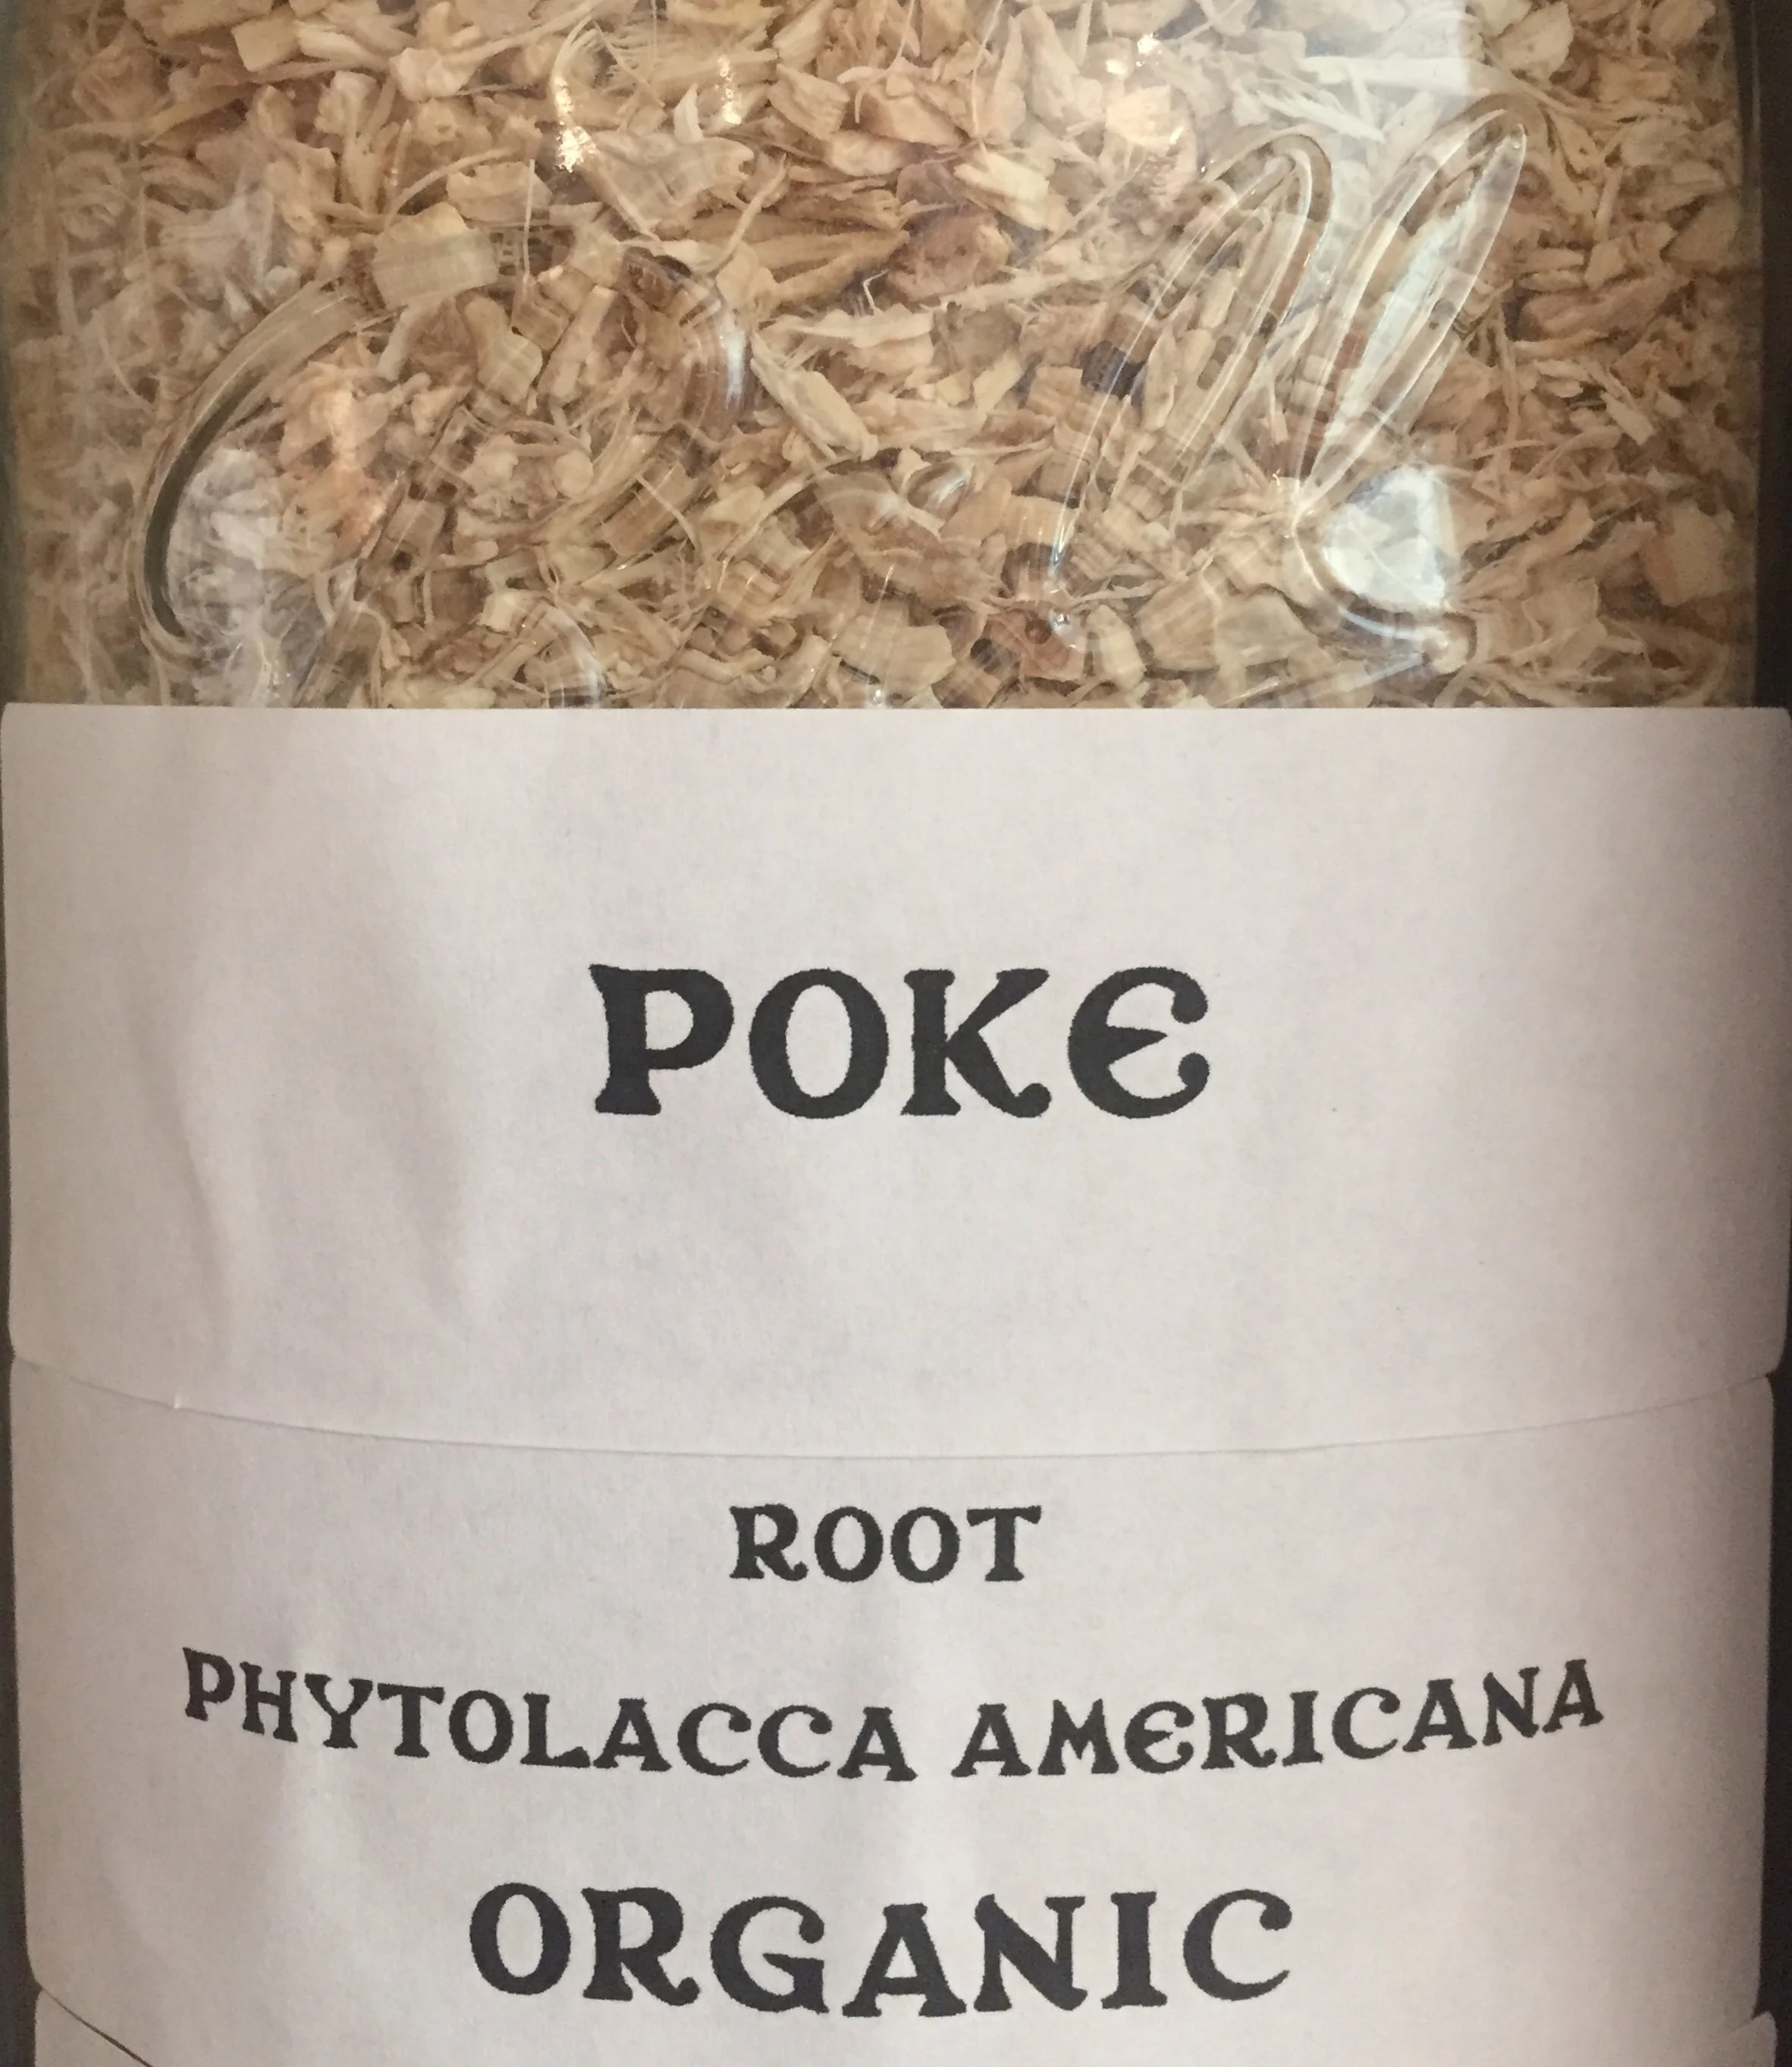 POKE
ROOT
PHYTOLACCA AMERICANA
ORGANIC